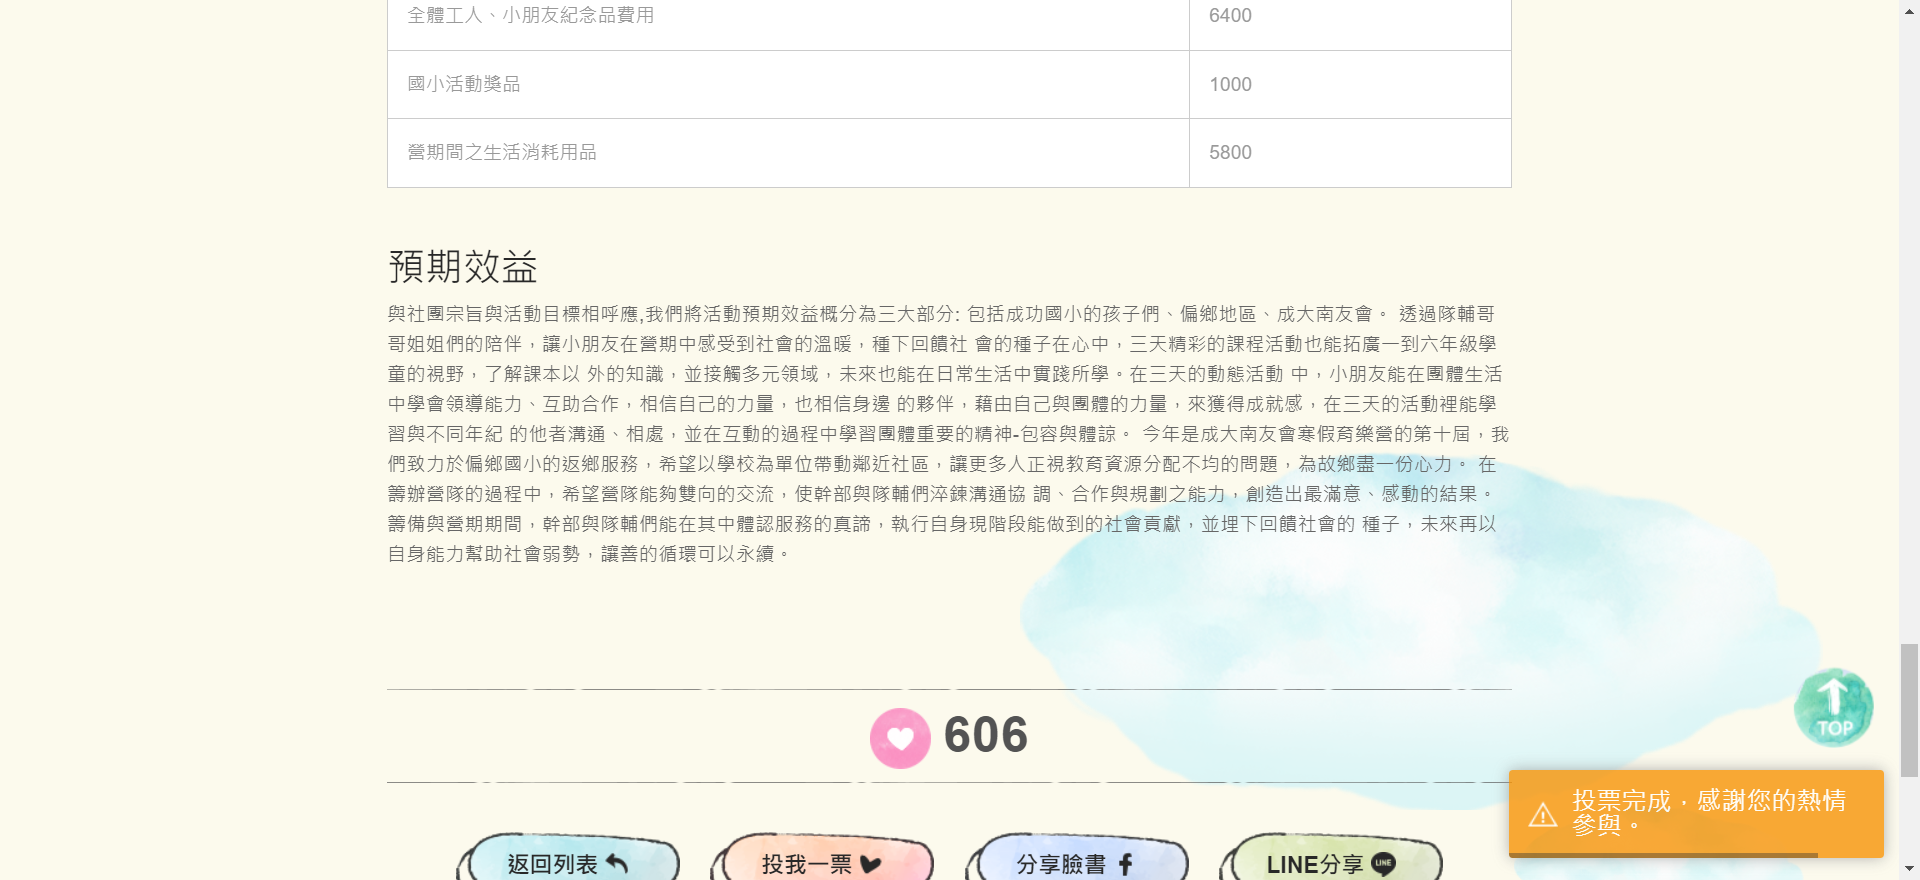 全體工人、小朋友紀念品費用 6400
國小活動獎品 1000
營期間之生活消耗用品 5800
預期效益
與社團宗旨與活動目標相呼應,我們將活動預期效益概分為三大部分: 包括成功國小的孩子們、偏鄉地區、成大南友會。 透過隊輔哥
哥姐姐們的陪伴，讓小朋友在營期中感受到社會的溫暖，種下回饋社 會的種子在心中，三天精彩的課程活動也能拓廣一到六年級學
童的視野，了解課本以 外的知識，並接觸多元領域，未來也能在日常生活中實踐所學。在三天的動態活動 中，小朋友能在團體生活
中學會領導能力、互助合作，相信自己的力量，也相信身邊 的夥伴，藉由自己與團體的力量，來獲得成就感，在三天的活動裡能學
習與不同年紀 的他者溝通、相處，並在互動的過程中學習團體重要的精神-包容與體諒。 今年是成大南友會寒假育樂營的第十屆，我
們致力於偏鄉國小的返鄉服務，希望以學校為單位帶動鄰近社區，讓更多人正視教育資源分配不均的問題，為故鄉盡一份心力。 在
籌辦營隊的過程中，希望營隊能夠雙向的交流，使幹部與隊輔們淬鍊溝通協 調、合作與規劃之能力，創造出最滿意、感動的結果。
籌備與營期期間，幹部與隊輔們能在其中體認服務的真諦，執行自身現階段能做到的社會貢獻，並埋下回饋社會的 種子，未來再以
自身能力幫助社會弱勢，讓善的循環可以永續。
606
TOP
投票完成，感謝您的熱情
參與。
返回列表 投我一票 分享臉書 LINE分享 LINE